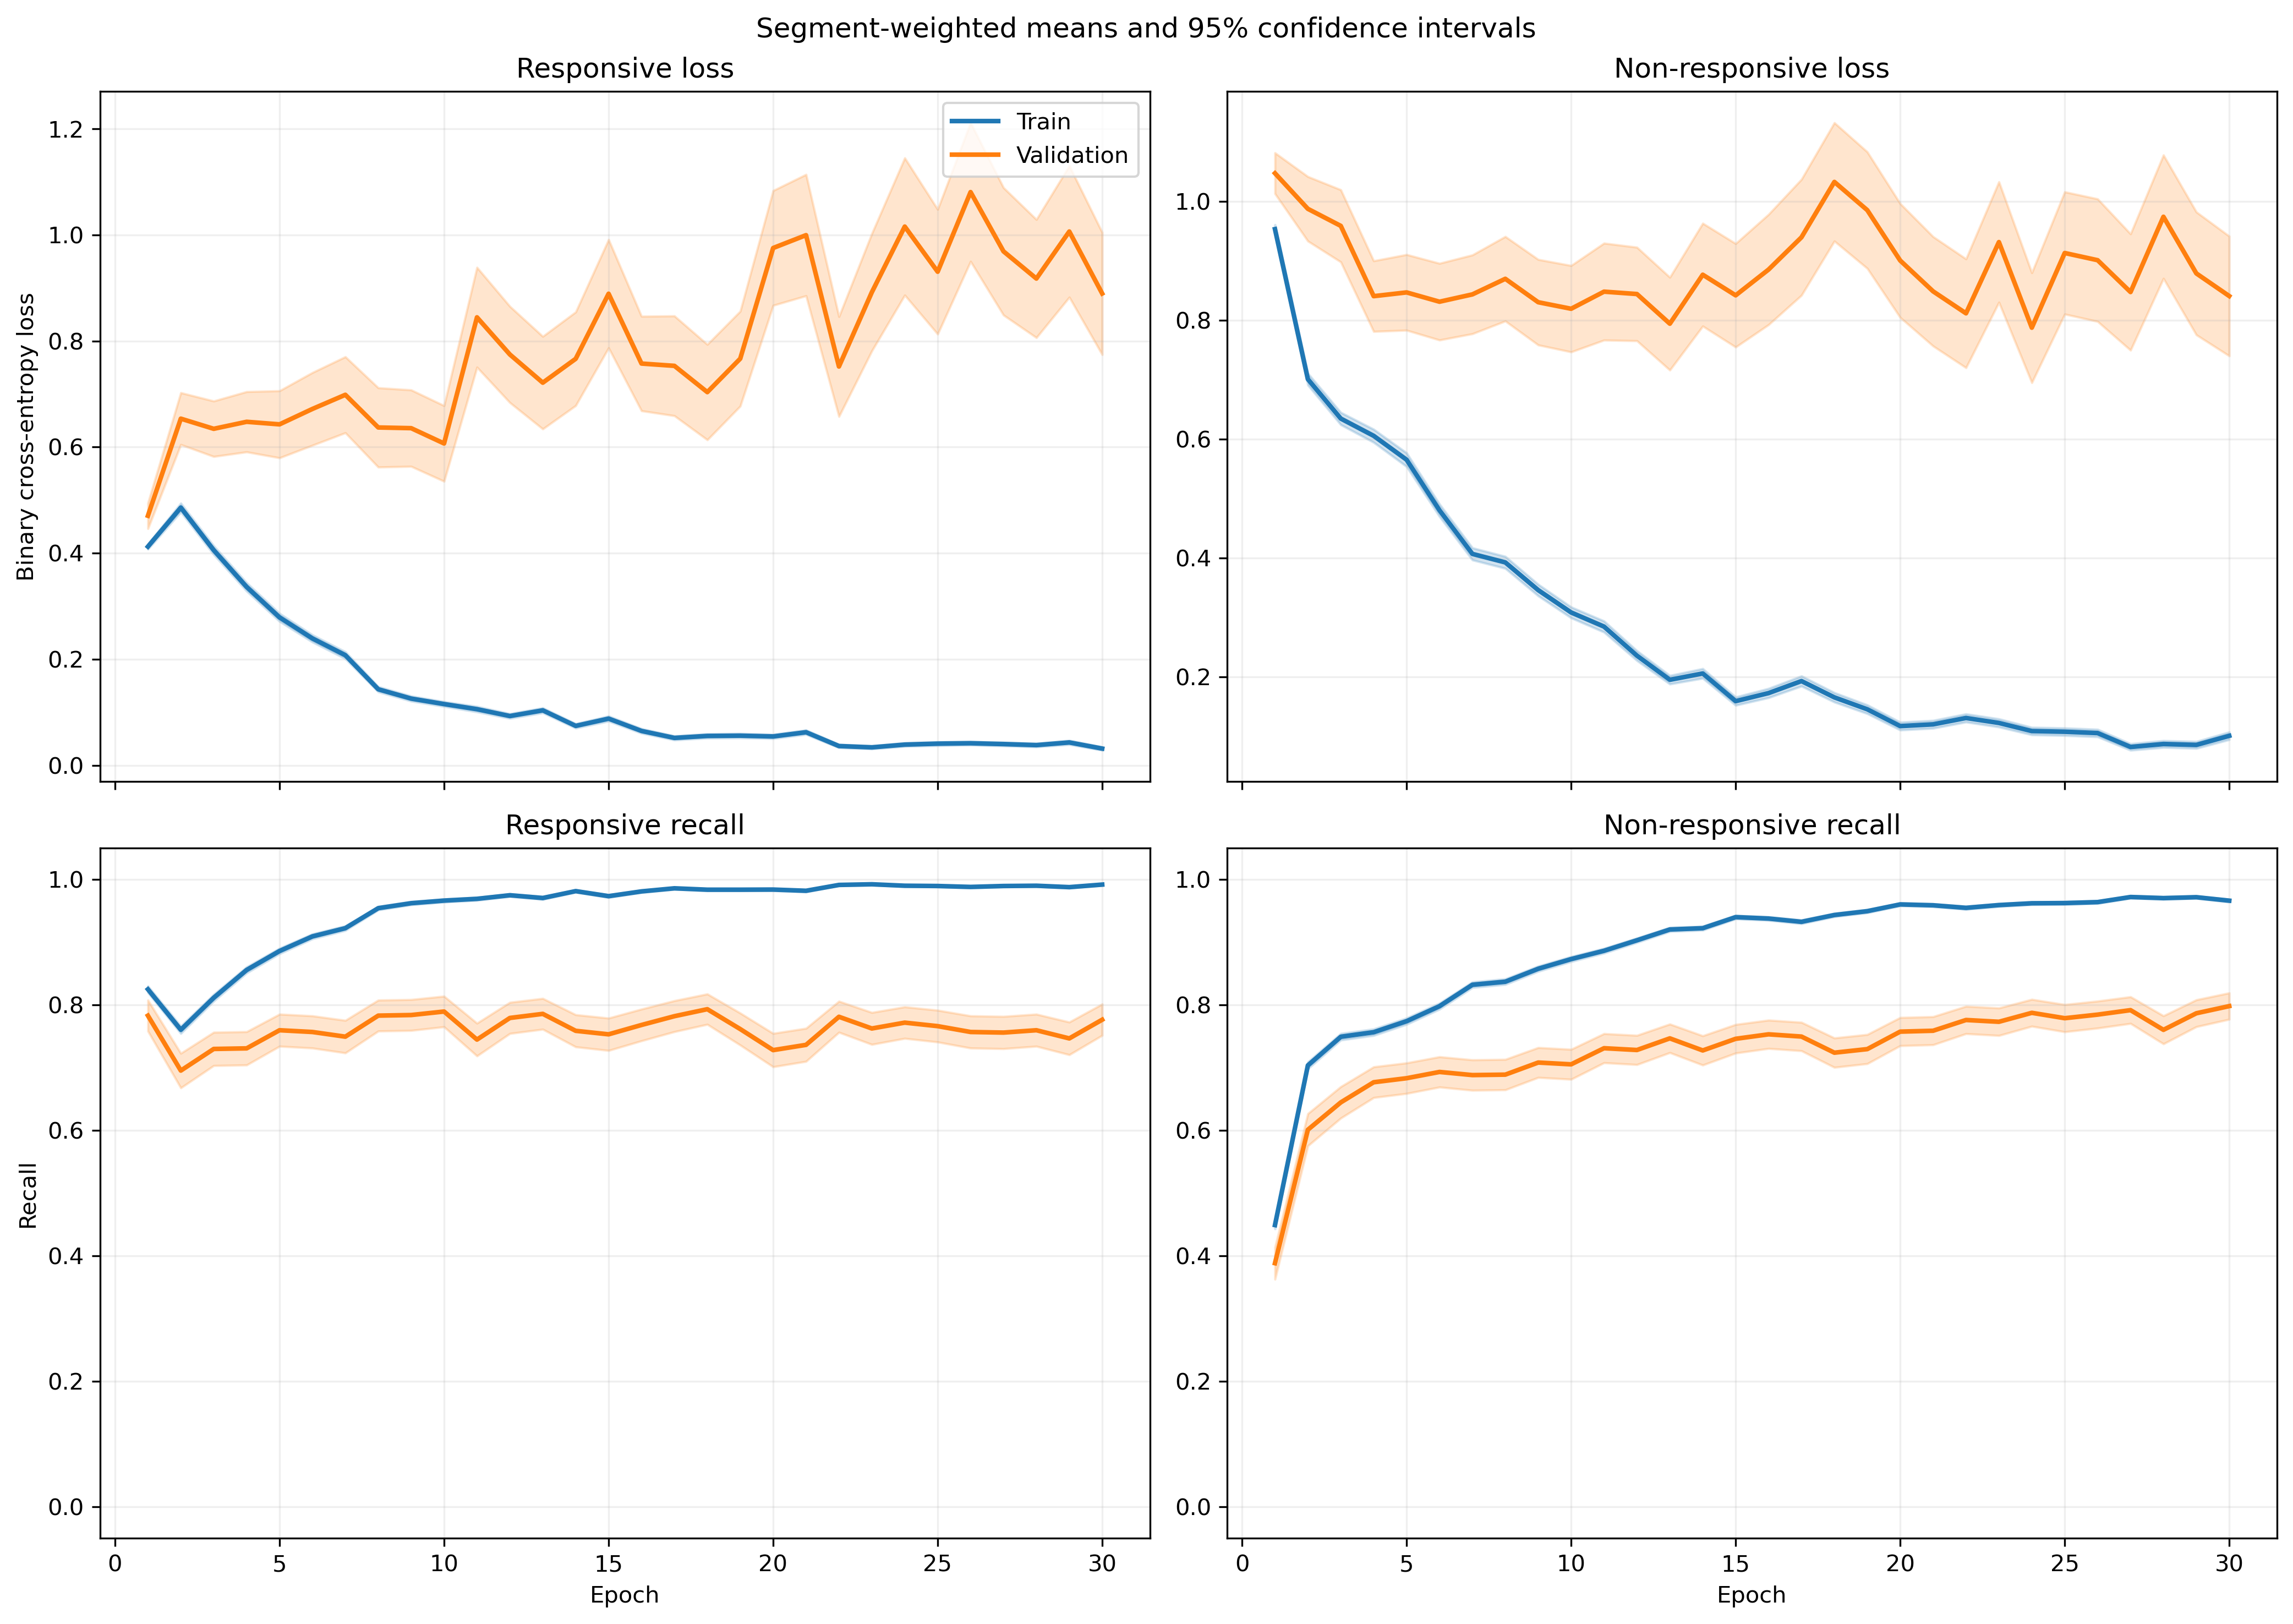 Segment-weighted means and 95% confidence intervals
Responsive loss
Non-responsive loss
Train
Validation
1.2
1.0
0.8
0.6
0.4
0.2
0.0
Binary cross-entropy loss
1.0
0.8
0.6
0.4
0.2
Responsive recall
Non-responsive recall
1.0
0.8
0.6
0.4
0.2
0.0
Recall
0 5 10 15 20 25 30
Epoch
1.0
0.8
0.6
0.4
0.2
0.0
0 5 10 15 20 25 30
Epoch